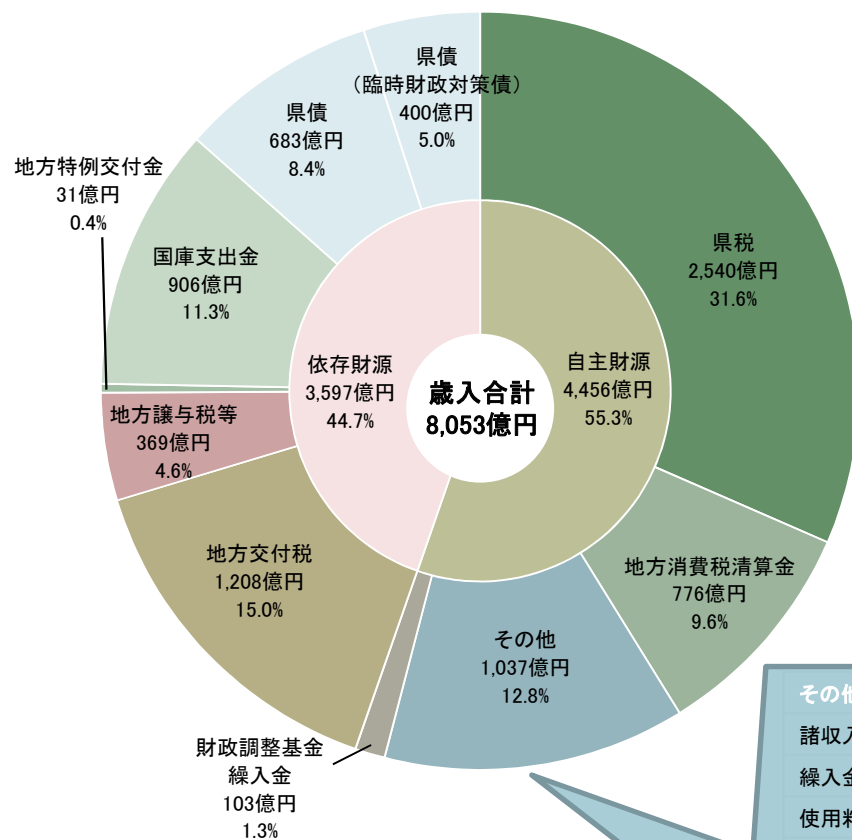 県債
（臨時財政対策債）
400億円
5.0%
県債
683億円
8.4%
地方特例交付金
31億円
0.4%
国庫支出金
906億円
11.3%
県税
2,540億円
31.6%
依存財源
3,597億円
44.7%
歳入合計
8,053億円
自主財源
4,456億円
55.3%
地方譲与税等
369億円
4.6%
地方交付税
1,208億円
15.0%
地方消費税清算金
776億円
9.6%
その他
1,037億円
12.8%
財政調整基金
繰入金
103億円
1.3%
その他
諸収入
繰入金
使用料